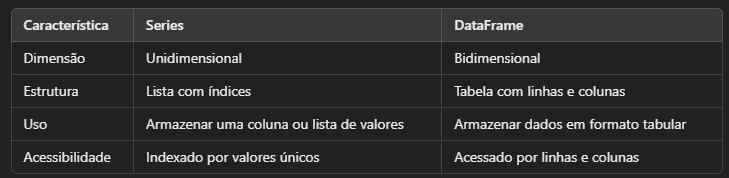 Característica Series DataFrame
Dimensão Unidimensional Bidimensional
Estrutura Lista com índices Tabela com linhas e colunas
Uso Armazenar uma coluna ou lista de valores Armazenar dados em formato tabular
Acessibilidade Indexado por valores únicos Acessado por linhas e colunas